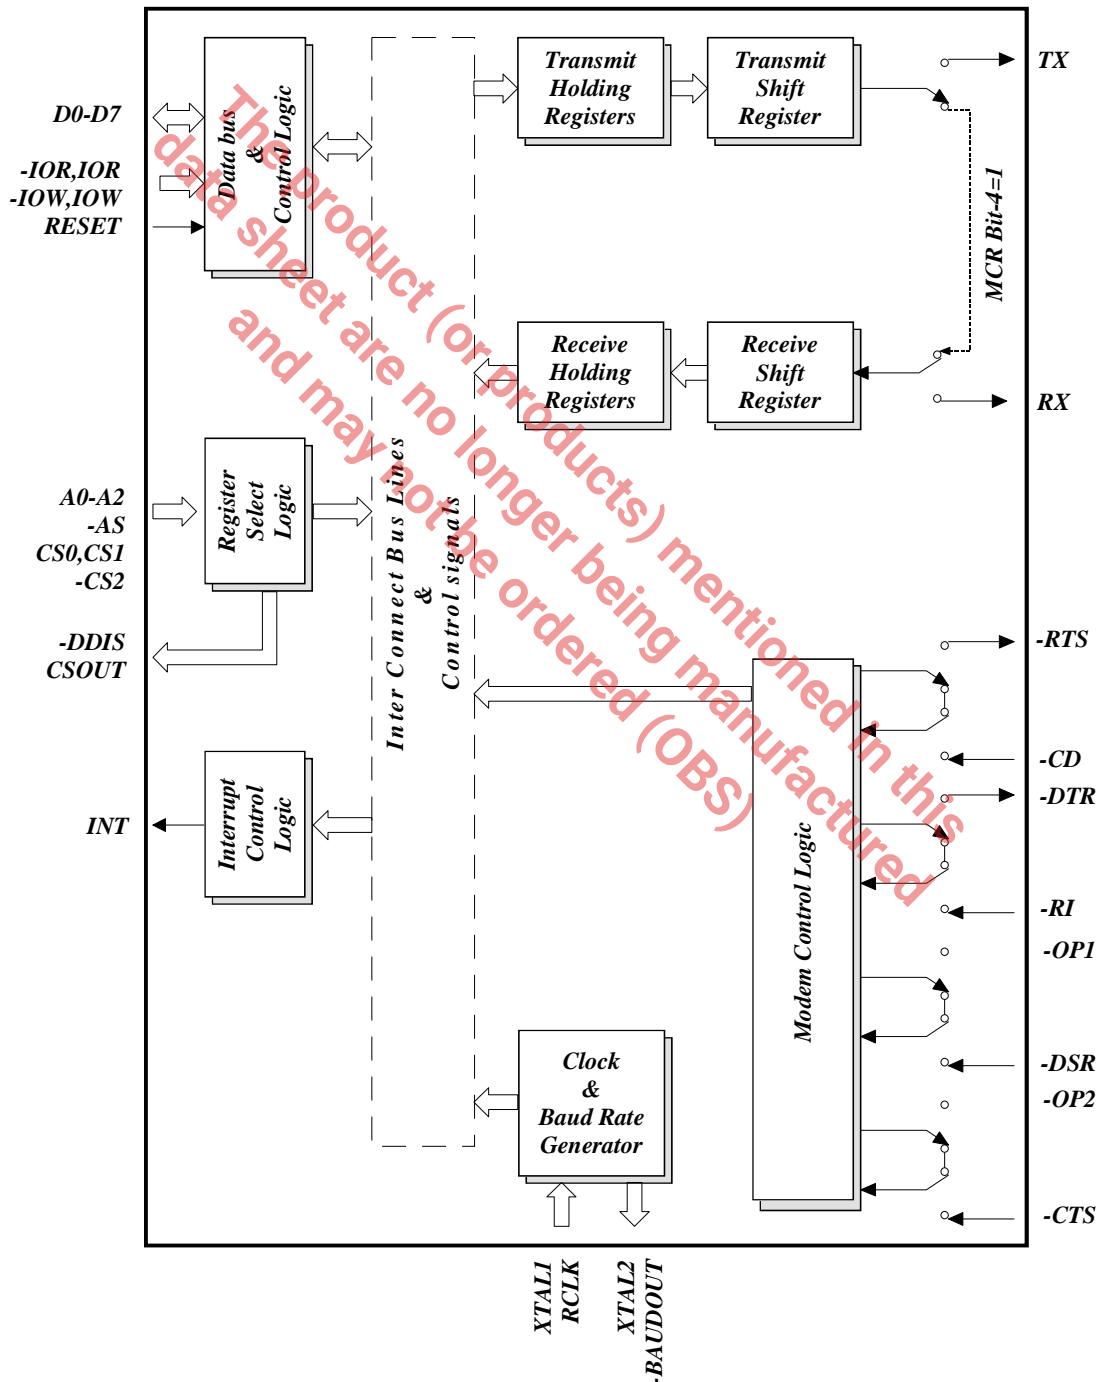 D0-D7
-IOR,IOR
-IOW,IOW
RESET
Data bus
&
Control Logic
Transmit
Holding
Registers
Transmit
Shift
Register
TX
MCR Bit-4=1
Receive
Holding
Registers
Receive
Shift
Register
RX
A0-A2
-AS
CS0,CS1
-CS2
Register
Select
Logic
-DDIS
CSOUT
Inter Connect Bus Lines
&
Control signals
INT
Interrupt
Control
Logic
Modem Control Logic
-RTS
-CD
-DTR
-RI
-OP1
-DSR
-OP2
-CTS
Clock
&
Baud Rate
Generator
XTAL1
RCLK
XTAL2
-BAUDOUT
The product (or products) mentioned in this
data sheet are no longer being manufactured
and may not be ordered (OBS)